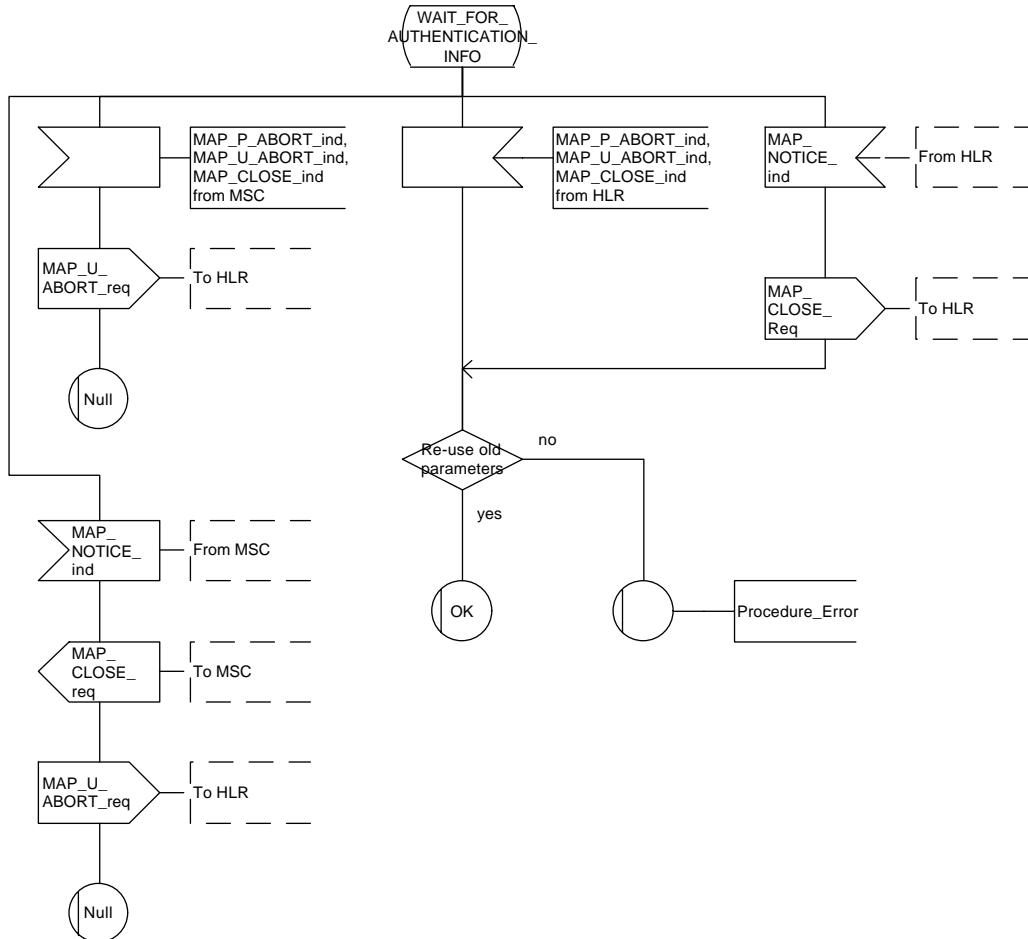 WAIT_FOR_
AUTHENTICATION_
INFO
MAP_P_ABORT_ind,
MAP_U_ABORT_ind,
MAP_CLOSE_ind
from MSC
MAP_P_ABORT_ind,
MAP_U_ABORT_ind,
MAP_CLOSE_ind
from HLR
MAP_
NOTICE_
ind
From HLR
MAP_U_
ABORT_req
To HLR
MAP_
CLOSE_
Req
To HLR
Null
Re-use old
parameters
no
yes
MAP_
NOTICE_
ind
From MSC
OK
Procedure_Error
MAP_
CLOSE_
req
To MSC
MAP_U_
ABORT_req
To HLR
Null